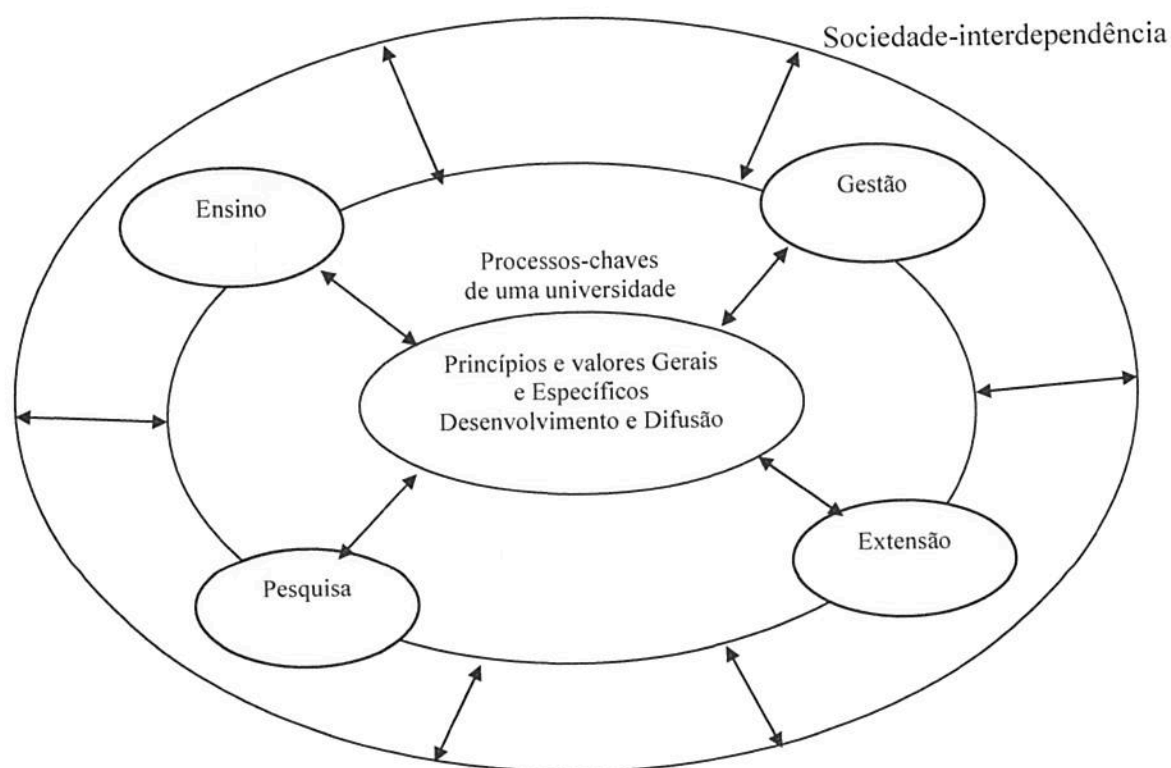 Sociedade-interdependência
Ensino
Gestão
Processos-chaves
de uma universidade
Princípios e valores Gerais
e Específicos
Desenvolvimento e Difusão
Pesquisa
Extensão